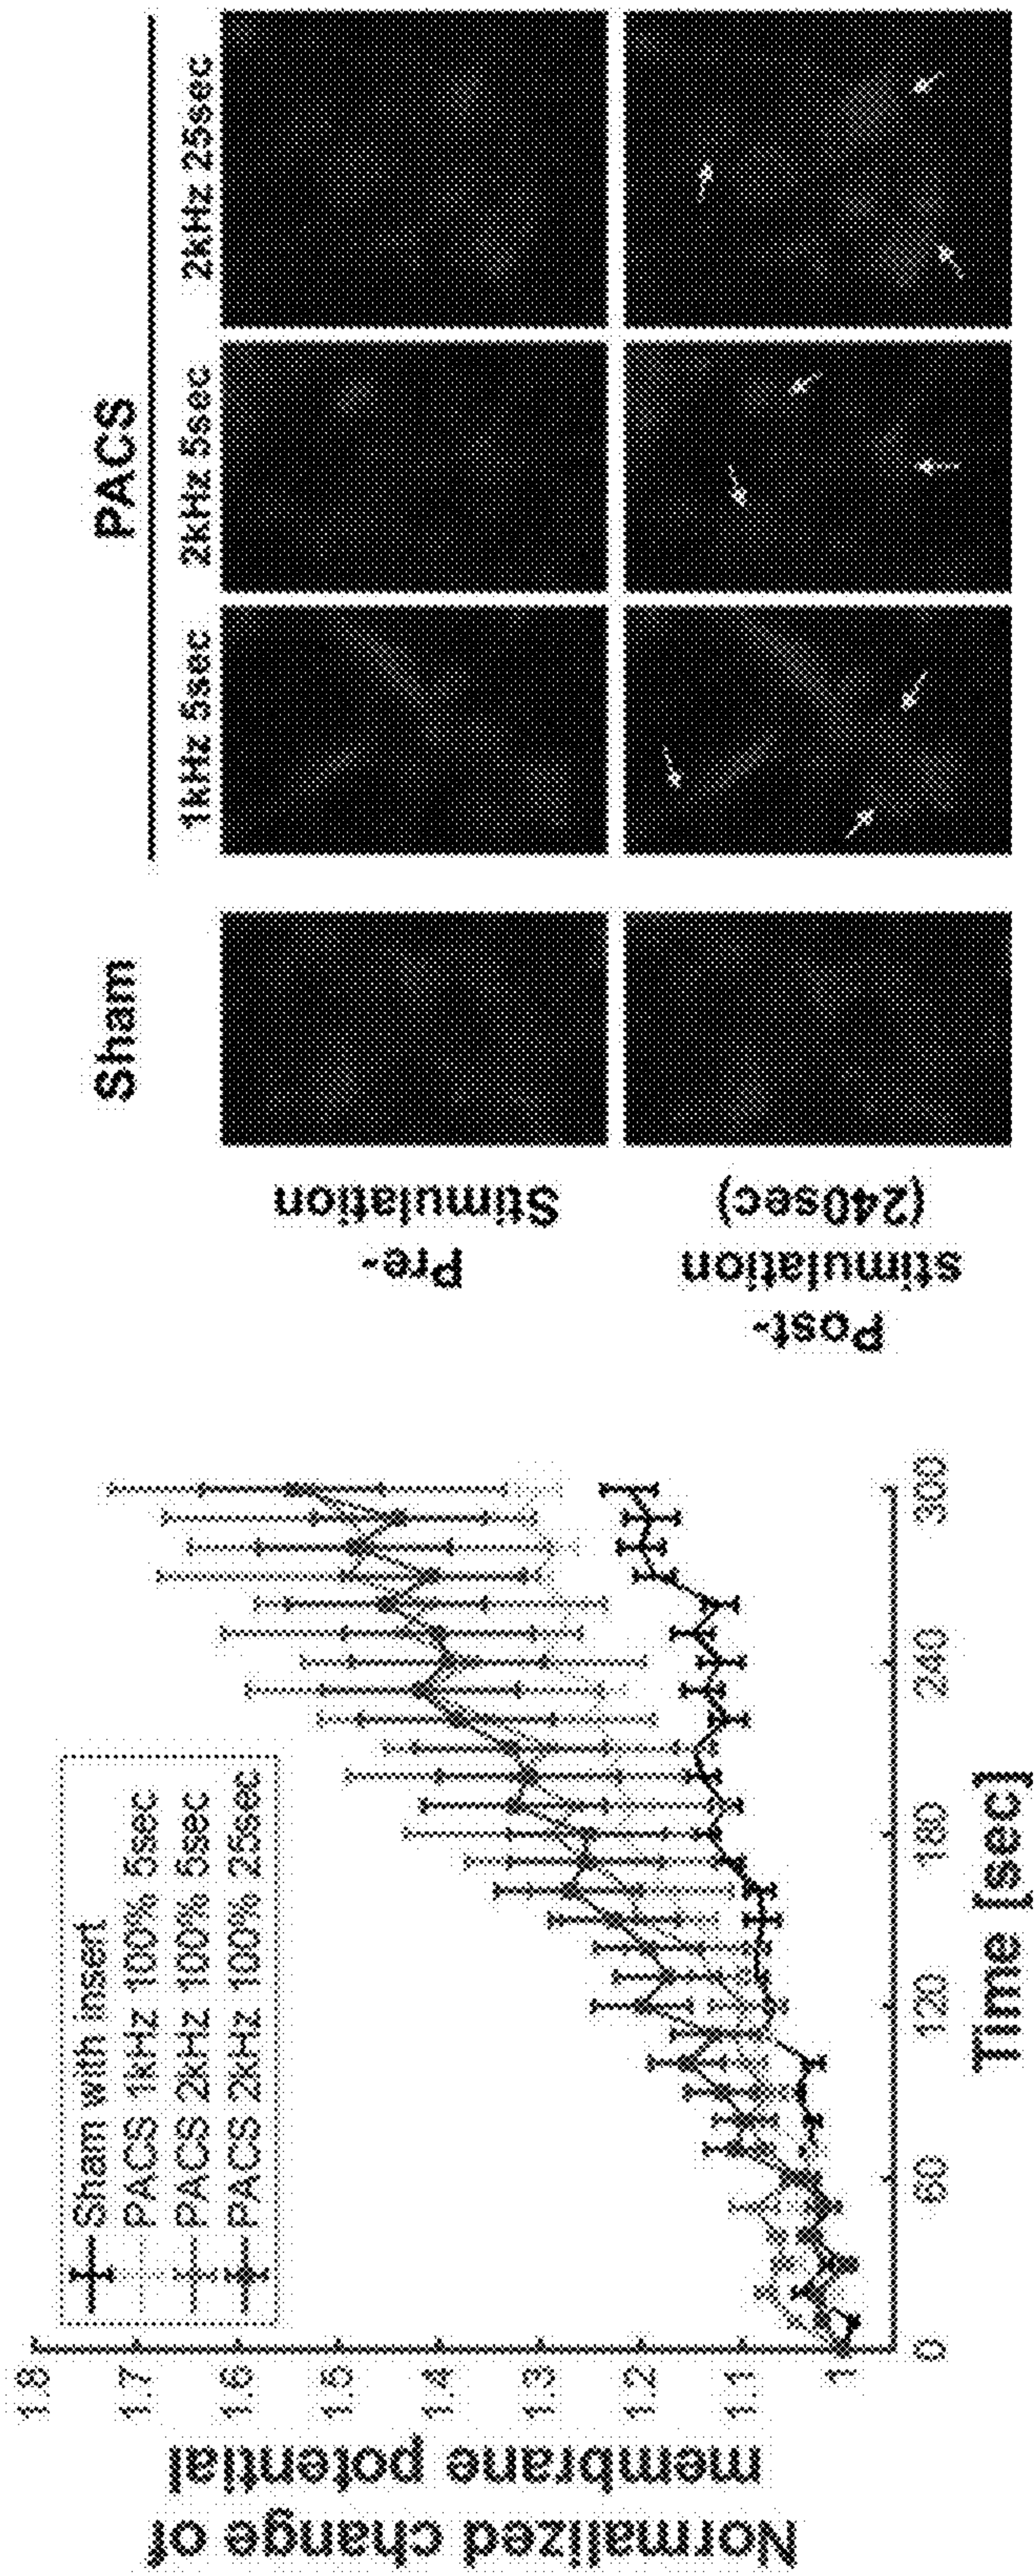 Normalized change of
membrane potential
1.8
1.7
1.6
1.5
1.4
1.3
1.2
1.1
1
0
60
120
180
240
300
Time [sec]
Sham with insert
PACS 1kHz 100% 5sec
PACS 2kHz 100% 5sec
PACS 2kHz 100% 25sec
Sham
PACS
1kHz 5sec
2kHz 5sec
2kHz 25sec
Pre-
Stimulation
Post-
stimulation
(240sec)